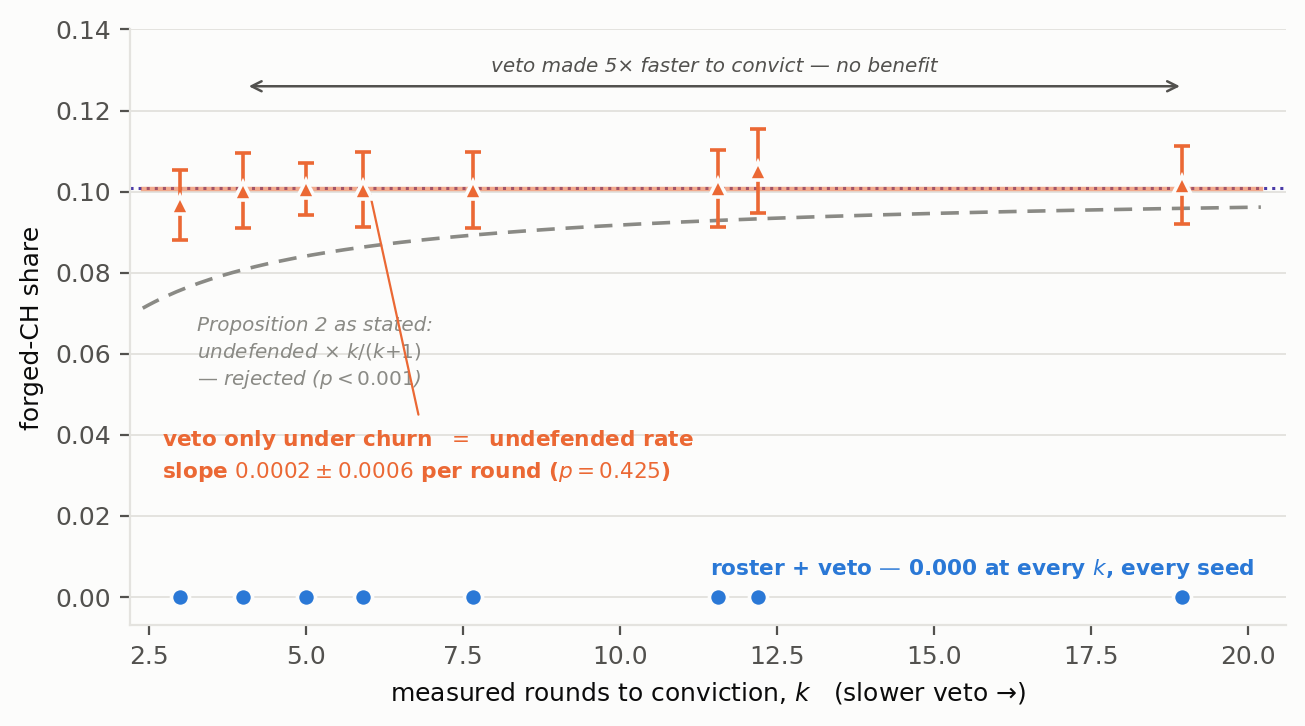 0.14
0.12
0.10
0.08
0.06
0.04
0.02
0.00
forged-CH share
veto made 5× faster to convict — no benefit
Proposition 2 as stated:
undefended × k/(k+1)
— rejected (p < 0.001)
veto only under churn = undefended rate
slope 0.0002 ± 0.0006 per round (p = 0.425)
roster + veto — 0.000 at every k, every seed
2.5 5.0 7.5 10.0 12.5 15.0 17.5 20.0
measured rounds to conviction, k (slower veto →)